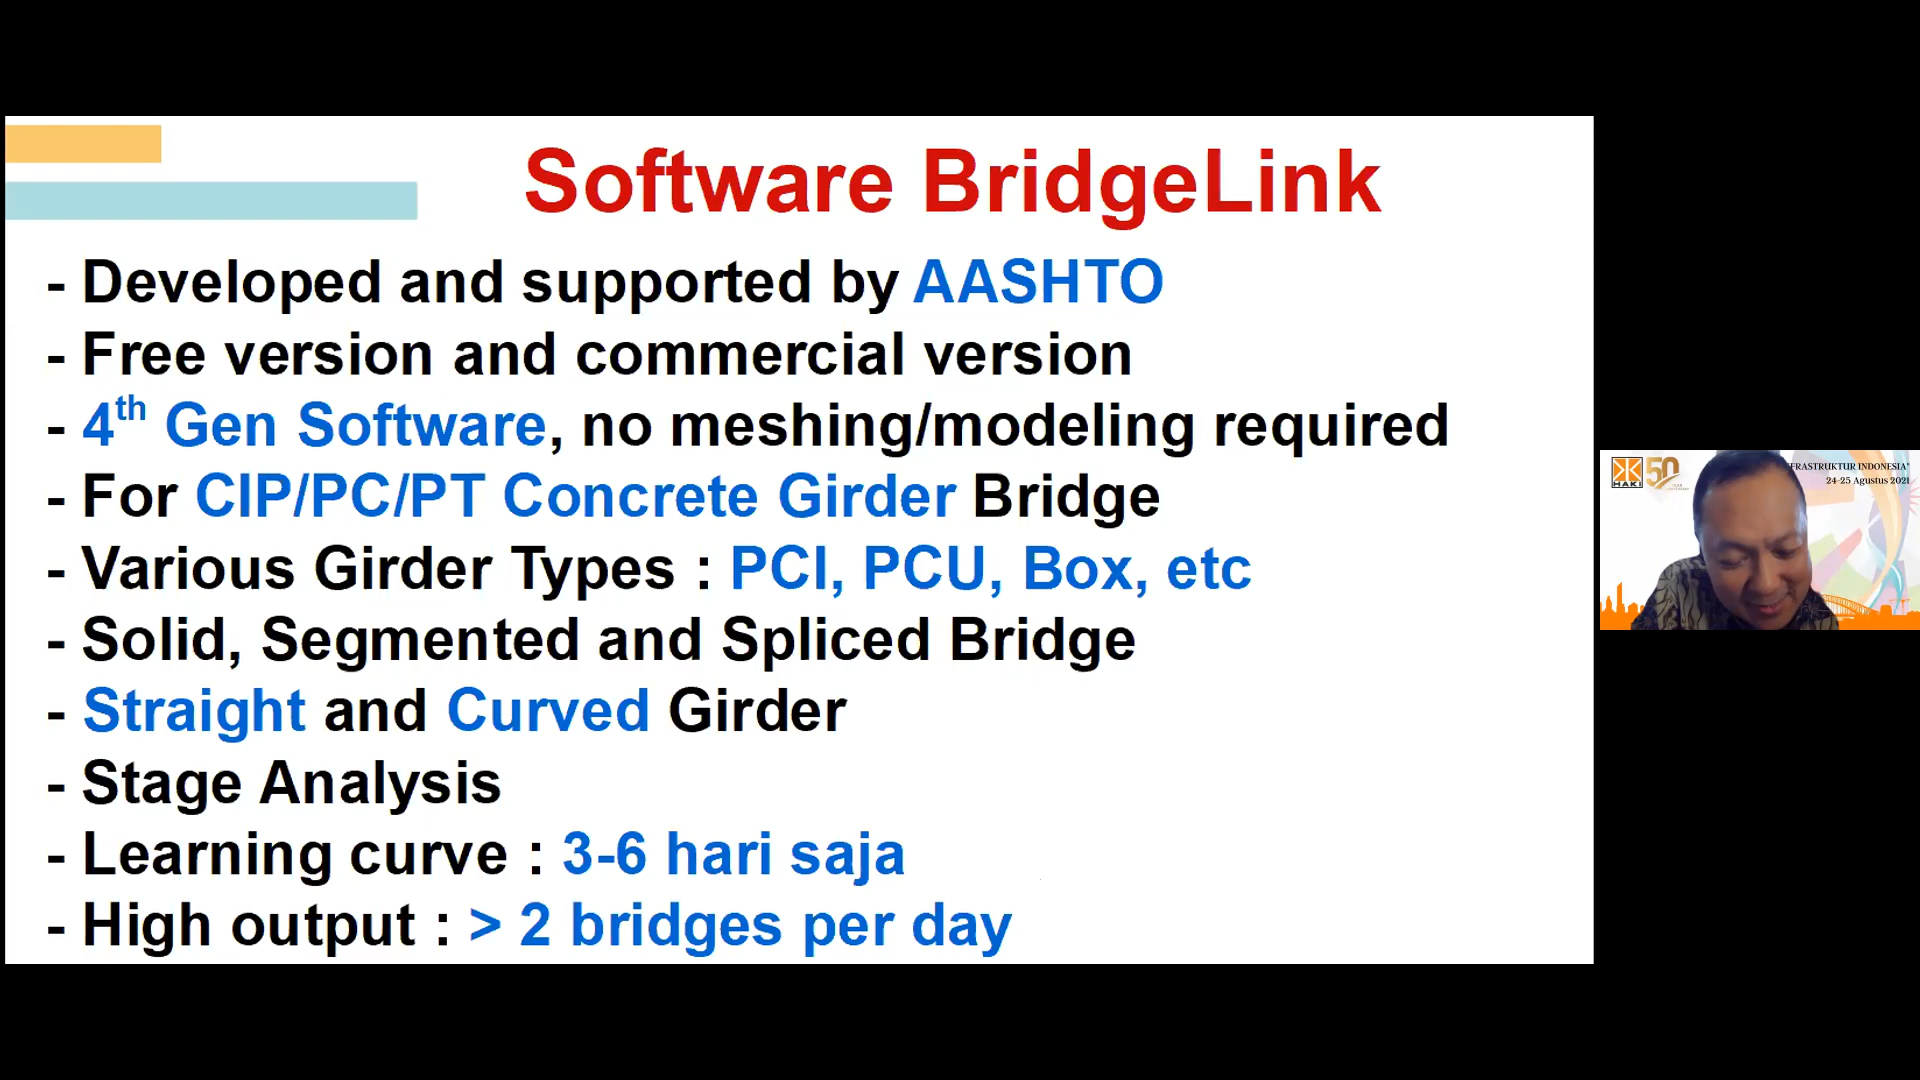 Software BridgeLink
- Developed and supported by AASHTO
- Free version and commercial version
- 4th Gen Software, no meshing/modeling required
- For CIP/PC/PT Concrete Girder Bridge
- Various Girder Types : PCI, PCU, Box, etc
- Solid, Segmented and Spliced Bridge
- Straight and Curved Girder
- Stage Analysis
- Learning curve : 3-6 hari saja
- High output : > 2 bridges per day
HAKI
50
FRASTRUKTUR INDONESIA"
24-25 Agustus 2021